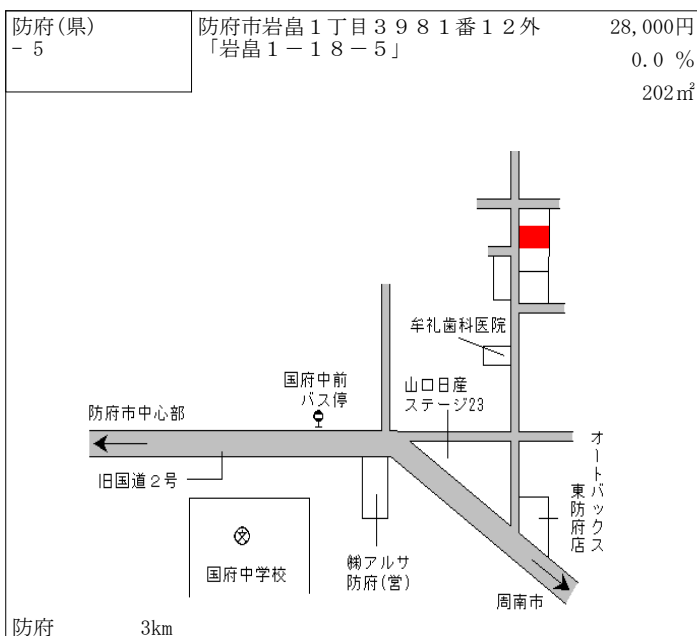 防府(県)
- 5
防府市岩畠１丁目３９８１番１２外
「岩畠１－１８－５」
28,000円
0.0 %
202㎡
牟礼歯科医院
国府中前
バス停
山口日産
ステージ23
防府市中心部
旧国道２号
オートバックス
東防府店
国府中学校
㈱アルサ
防府(営)
周南市
防府 3km